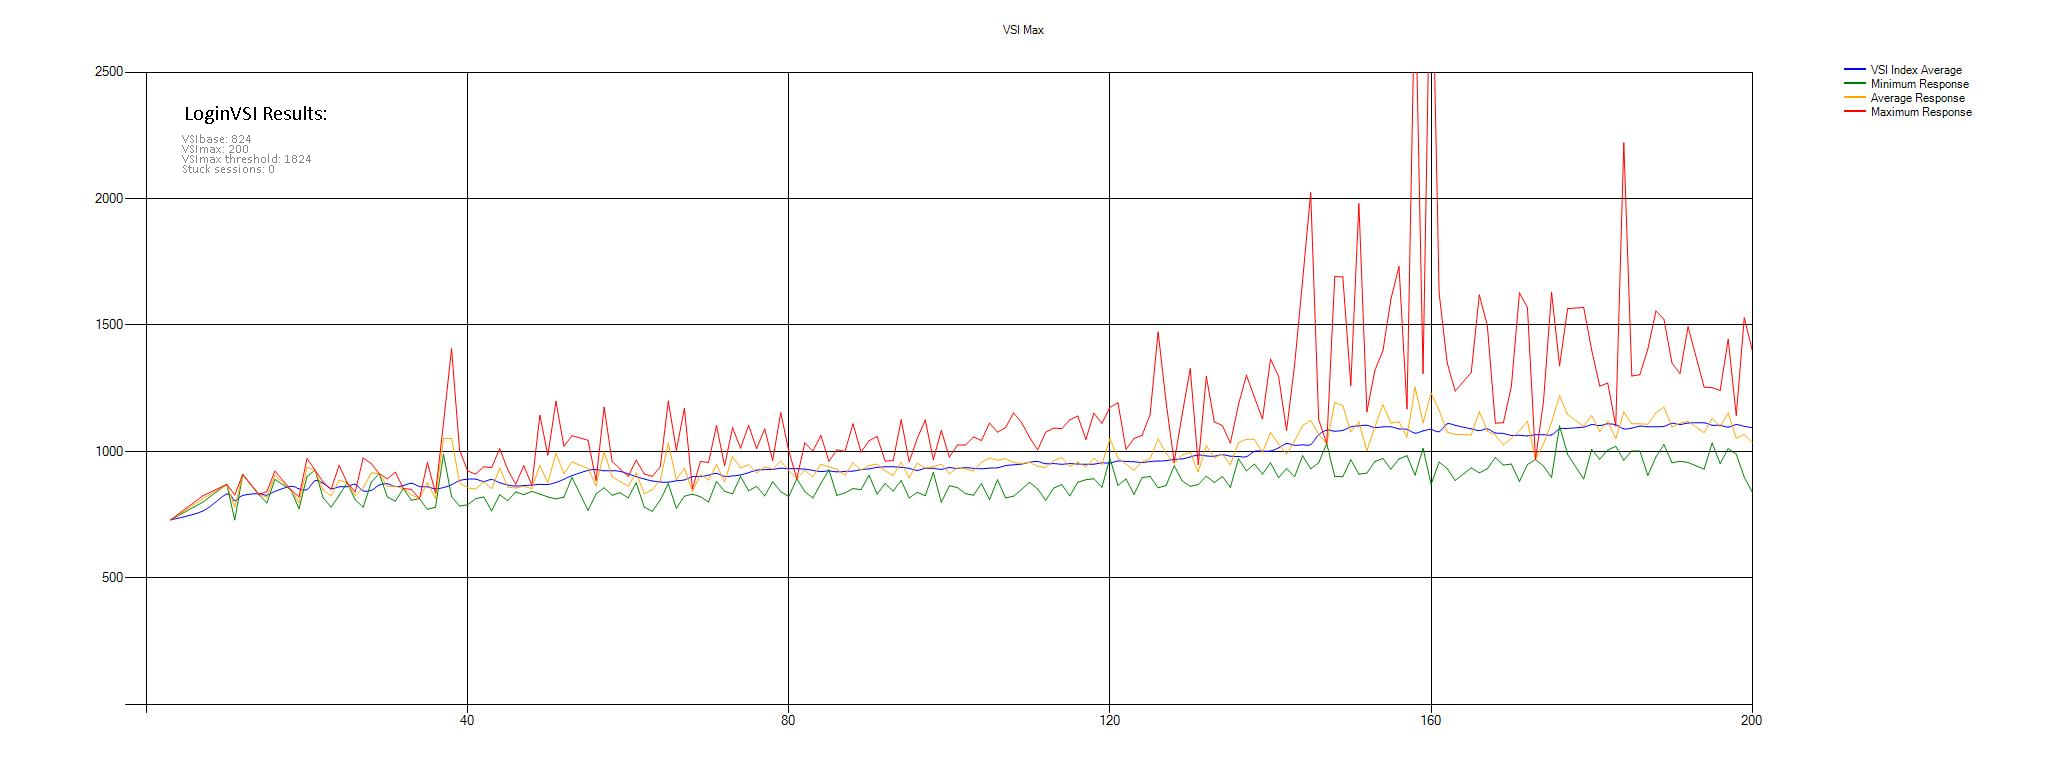 VSI Max
2500
2000
1500
1000
500
40
80
120
160
200
LoginVSI Results:
VSIbase: 824
VSImax: 200
VSImax threshold: 1824
Stuck sessions: 0
VSI Index Average
Minimum Response
Average Response
Maximum Response